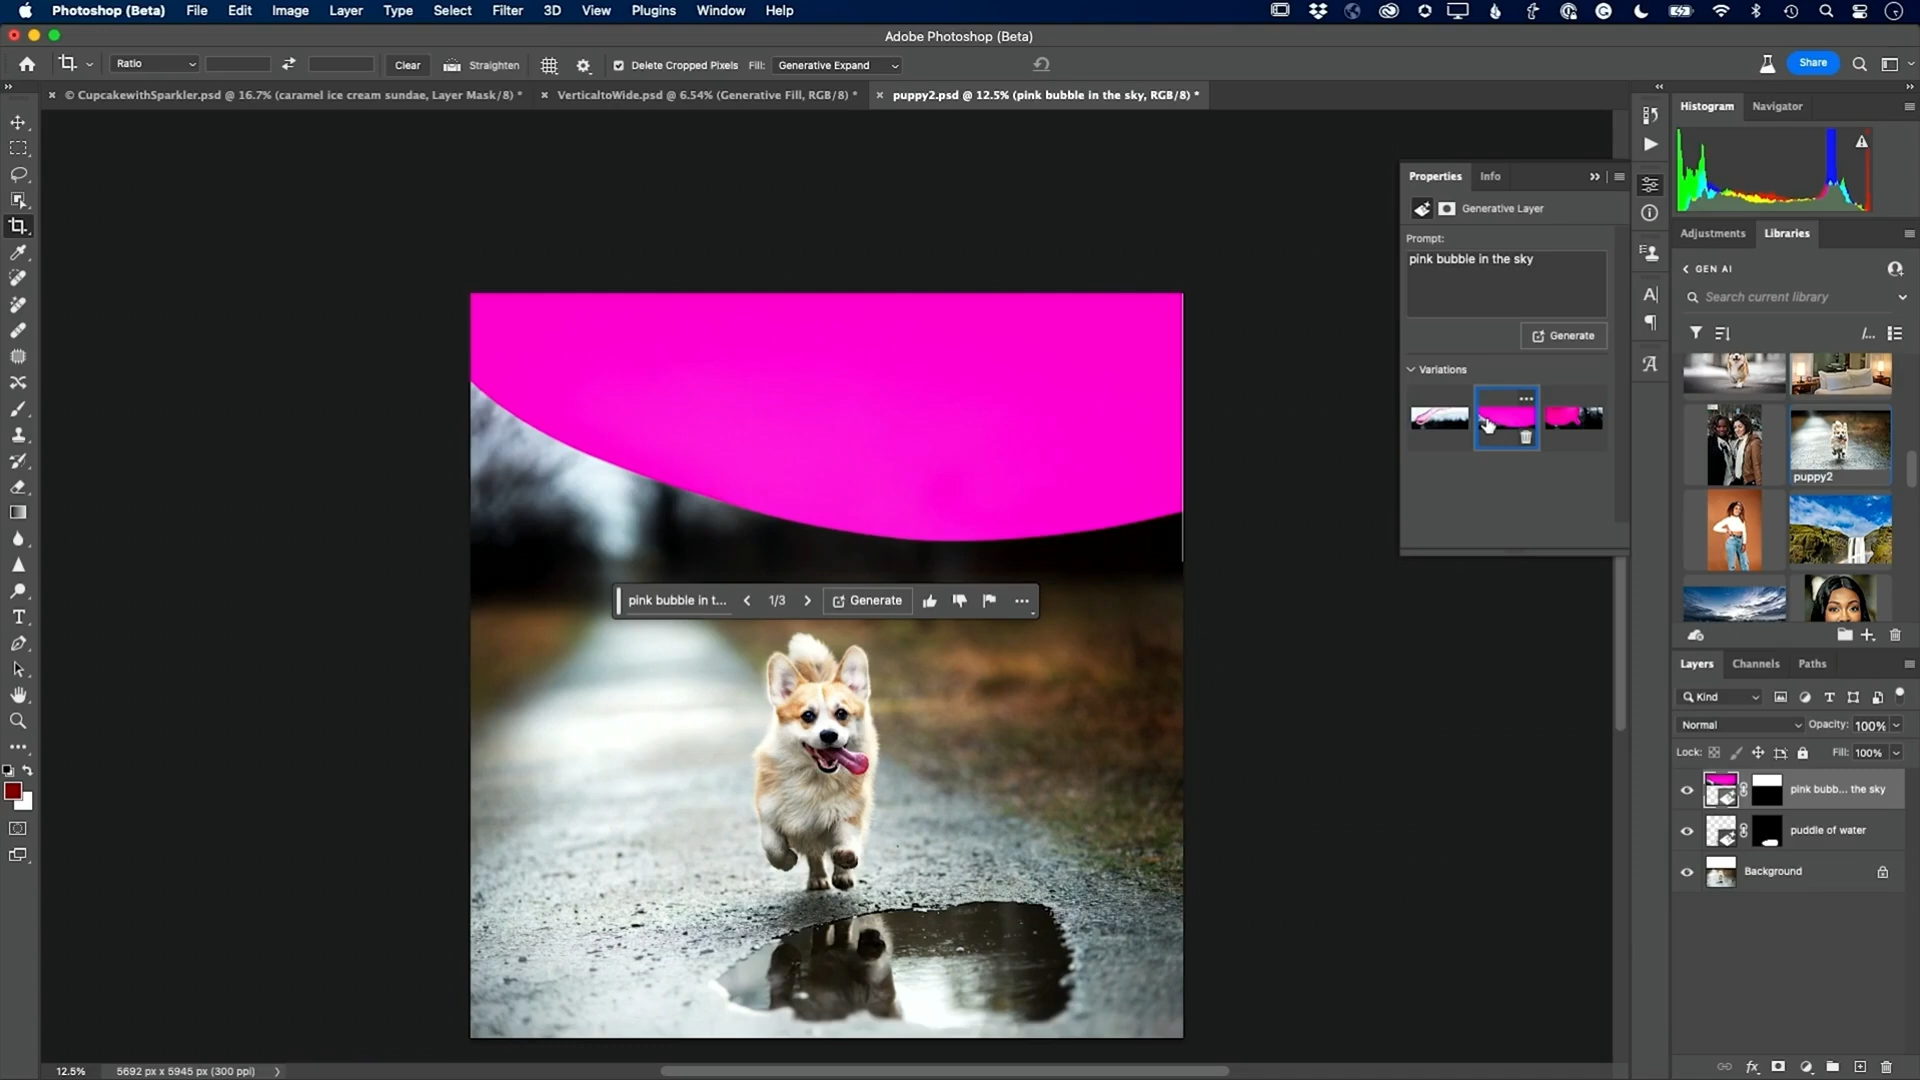 Photoshop (Beta) File Edit Image Layer Type Select Filter 3D View Plugins Window Help
Adobe Photoshop (Beta)
Ratio Clear Straighten Delete Cropped Pixels Fill: Generative Expand Share
© CupcakewithSparkler.psd @ 16.7% (caramel ice cream sundae, Layer Mask/8) * VerticaltoWide.psd @ 6.54% (Generative Fill, RGB/8) * puppy2.psd @ 12.5% (pink bubble in the sky, RGB/8) *
Histogram Navigator
Properties Info
Generative Layer
Prompt:
pink bubble in the sky
Generate
Variations
Adjustments Libraries
GEN AI
Search current library
/...
puppy2
pink bubble in t... 1/3 Generate
Layers Channels Paths
Kind
Normal Opacity: 100%
Lock: Fill: 100%
pink bubb... the sky
puddle of water
Background
12.5% 5692 px x 5945 px (300 ppi)